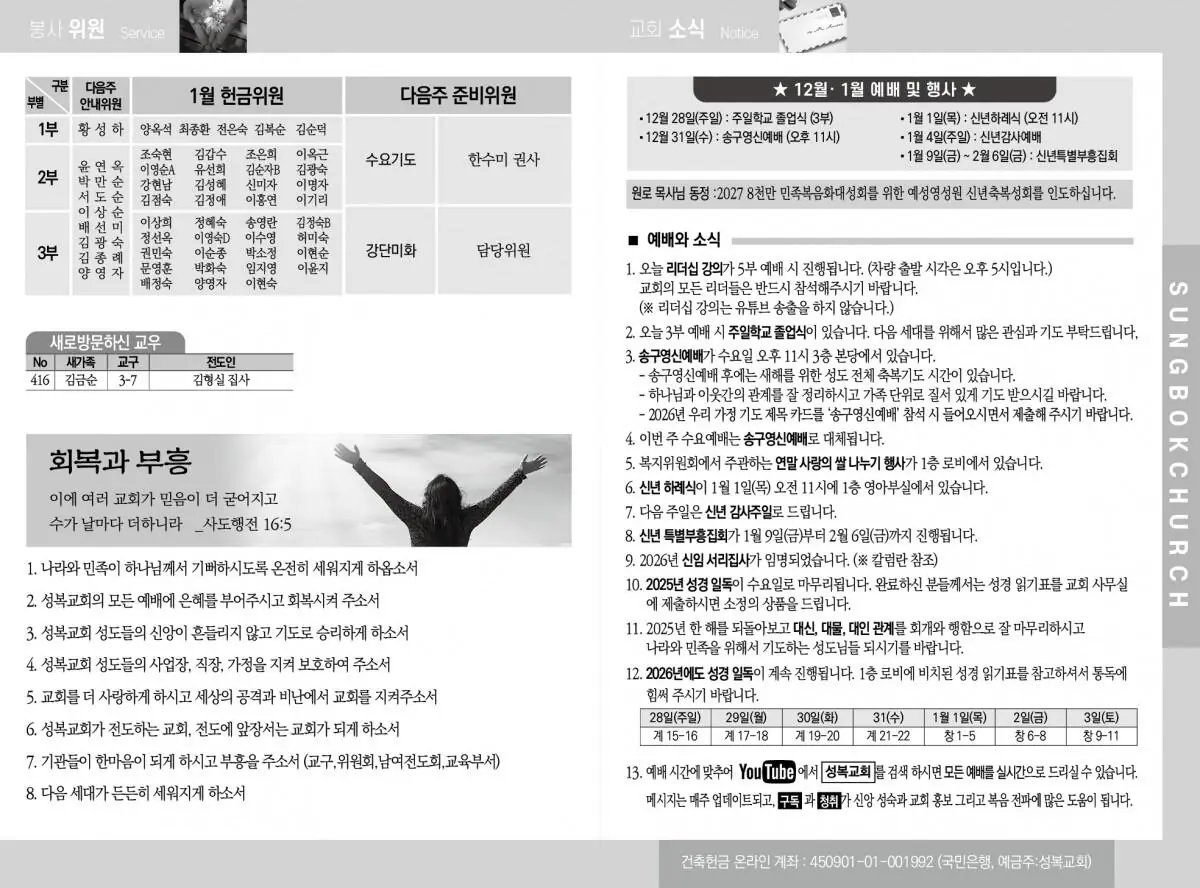 봉사 위원 Service
구분 부별 다음주 안내위원 1월 헌금위원 다음주 준비위원
1부 황성하 양옥석 최종환 전은숙 김복순 김순덕
2부
윤연옥
박만순
서도순
이상순
배선미
김광숙
김종례
양영자
조숙현 김갑수 조은희 이옥근
이영순A 유선희 김순자B 김광숙
강현남 김성혜 신미자 이명자
김점숙 김정애 이홍연 이기리
3부
이상희 정혜숙 송영란 김정숙B
정선옥 이영숙D 이수영 허미숙
권민숙 이순종 박소정 이현순
문영훈 박화숙 임지영 이윤지
배정숙 양영자 이현숙
수요기도 한수미 권사
강단미화 담당위원
새로방문하신 교우
No 새가족 교구 전도인
416 김금순 3-7 김형실 집사
회복과 부흥
이에 여러 교회가 믿음이 더 굳어지고
수가 날마다 더하니라 _사도행전 16:5
1. 나라와 민족이 하나님께서 기뻐하시도록 온전히 세워지게 하옵소서
2. 성복교회의 모든 예배에 은혜를 부어주시고 회복시켜 주소서
3. 성복교회 성도들의 신앙이 흔들리지 않고 기도로 승리하게 하소서
4. 성복교회 성도들의 사업장, 직장, 가정을 지켜 보호하여 주소서
5. 교회를 더 사랑하게 하시고 세상의 공격과 비난에서 교회를 지켜주소서
6. 성복교회가 전도하는 교회, 전도에 앞장서는 교회가 되게 하소서
7. 기관들이 한마음이 되게 하시고 부흥을 주소서 (교구,위원회,남여전도회,교육부서)
8. 다음 세대가 든든히 세워지게 하소서
교회 소식 Notice
★ 12월· 1월 예배 및 행사 ★
• 12월 28일(주일) : 주일학교 졸업식 (3부)
• 12월 31일(수) : 송구영신예배 (오후 11시)
• 1월 1일(목) : 신년하례식 (오전 11시)
• 1월 4일(주일) : 신년감사예배
• 1월 9일(금) ~ 2월 6일(금) : 신년특별부흥집회
원로 목사님 동정 :2027 8천만 민족복음화대성회를 위한 예성영성원 신년축복성회를 인도하십니다.
■ 예배와 소식
1. 오늘 리더십 강의가 5부 예배 시 진행됩니다. (차량 출발 시각은 오후 5시입니다.)
교회의 모든 리더들은 반드시 참석해주시기 바랍니다.
(※ 리더십 강의는 유튜브 송출을 하지 않습니다.)
2. 오늘 3부 예배 시 주일학교 졸업식이 있습니다. 다음 세대를 위해서 많은 관심과 기도 부탁드립니다.
3. 송구영신예배가 수요일 오후 11시 3층 본당에서 있습니다.
- 송구영신예배 후에는 새해를 위한 성도 전체 축복기도 시간이 있습니다.
- 하나님과 이웃간의 관계를 잘 정리하시고 가족 단위로 질서 있게 기도 받으시길 바랍니다.
- 2026년 우리 가정 기도 제목 카드를 '송구영신예배' 참석 시 들어오시면서 제출해 주시기 바랍니다.
4. 이번 주 수요예배는 송구영신예배로 대체됩니다.
5. 복지위원회에서 주관하는 연말 사랑의 쌀 나누기 행사가 1층 로비에서 있습니다.
6. 신년 하례식이 1월 1일(목) 오전 11시에 1층 영아부실에서 있습니다.
7. 다음 주일은 신년 감사주일로 드립니다.
8. 신년 특별부흥집회가 1월 9일(금)부터 2월 6일(금)까지 진행됩니다.
9. 2026년 신임 서리집사가 임명되었습니다. (※ 칼럼란 참조)
10. 2025년 성경 일독이 수요일로 마무리됩니다. 완료하신 분들께서는 성경 읽기표를 교회 사무실
에 제출하시면 소정의 상품을 드립니다.
11. 2025년 한 해를 되돌아보고 대신, 대물, 대인 관계를 회개와 행함으로 잘 마무리하시고
나라와 민족을 위해서 기도하는 성도님들 되시기를 바랍니다.
12. 2026년에도 성경 일독이 계속 진행됩니다. 1층 로비에 비치된 성경 읽기표를 참고하셔서 통독에
힘써 주시기 바랍니다.
28일(주일) 29일(월) 30일(화) 31(수) 1월 1일(목) 2일(금) 3일(토)
계 15-16 계 17-18 계 19-20 계 21-22 창 1-5 창 6-8 창 9-11
13. 예배 시간에 맞추어 YouTube 에서 성복교회 를 검색 하시면 모든 예배를 실시간으로 드리실 수 있습니다.
메시지는 매주 업데이트되고, 구독 과 청취가 신앙 성숙과 교회 홍보 그리고 복음 전파에 많은 도움이 됩니다.
SUNGBOKCHURCH
건축헌금 온라인 계좌 : 450901-01-001992 (국민은행, 예금주:성복교회)